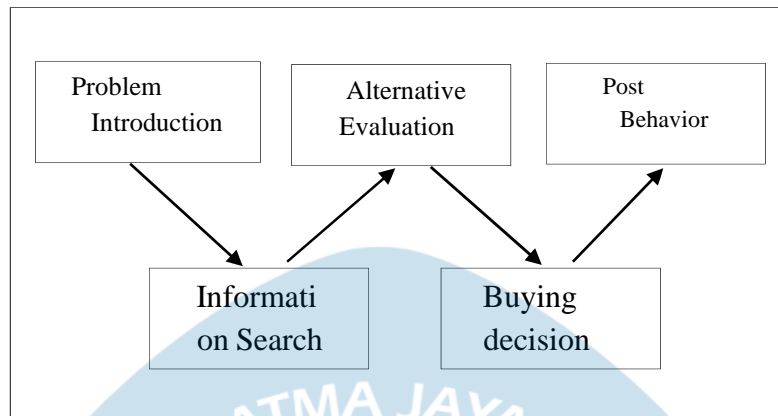 Problem
Introduction
Alternative
Evaluation
Post
Behavior
Informati
on Search
Buying
decision
ATMA JAYA